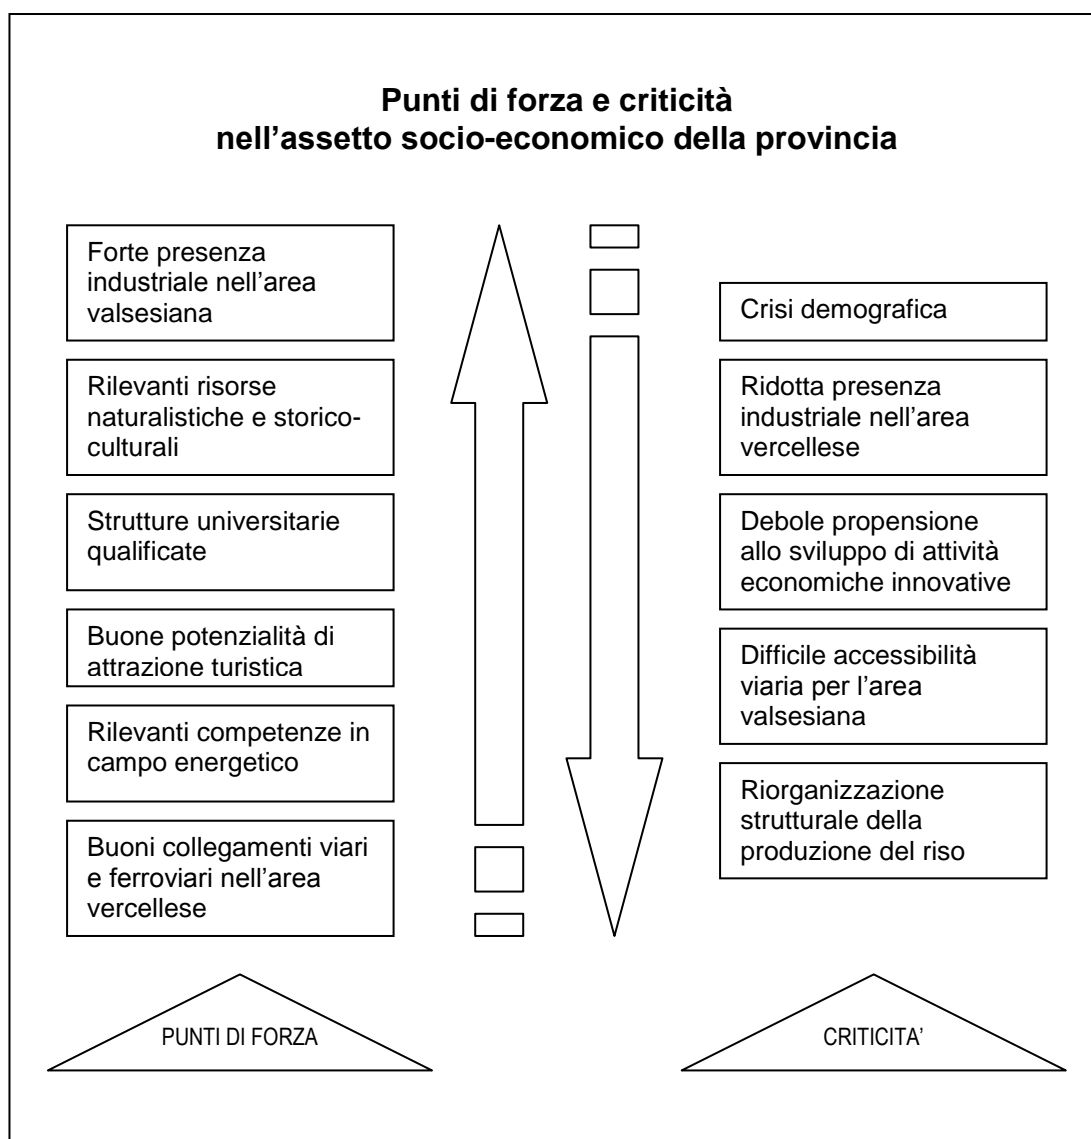 Punti di forza e criticità
nell’assetto socio-economico della provincia
Forte presenza
industriale nell’area
valsesiana
Rilevanti risorse
naturalistiche e storico-
culturali
Strutture universitarie
qualificate
Buone potenzialità di
attrazione turistica
Rilevanti competenze in
campo energetico
Buoni collegamenti viari
e ferroviari nell’area
vercellese
PUNTI DI FORZA
Crisi demografica
Ridotta presenza
industriale nell’area
vercellese
Debole propensione
allo sviluppo di attività
economiche innovative
Difficile accessibilità
viaria per l’area
valsesiana
Riorganizzazione
strutturale della
produzione del riso
CRITICITA’